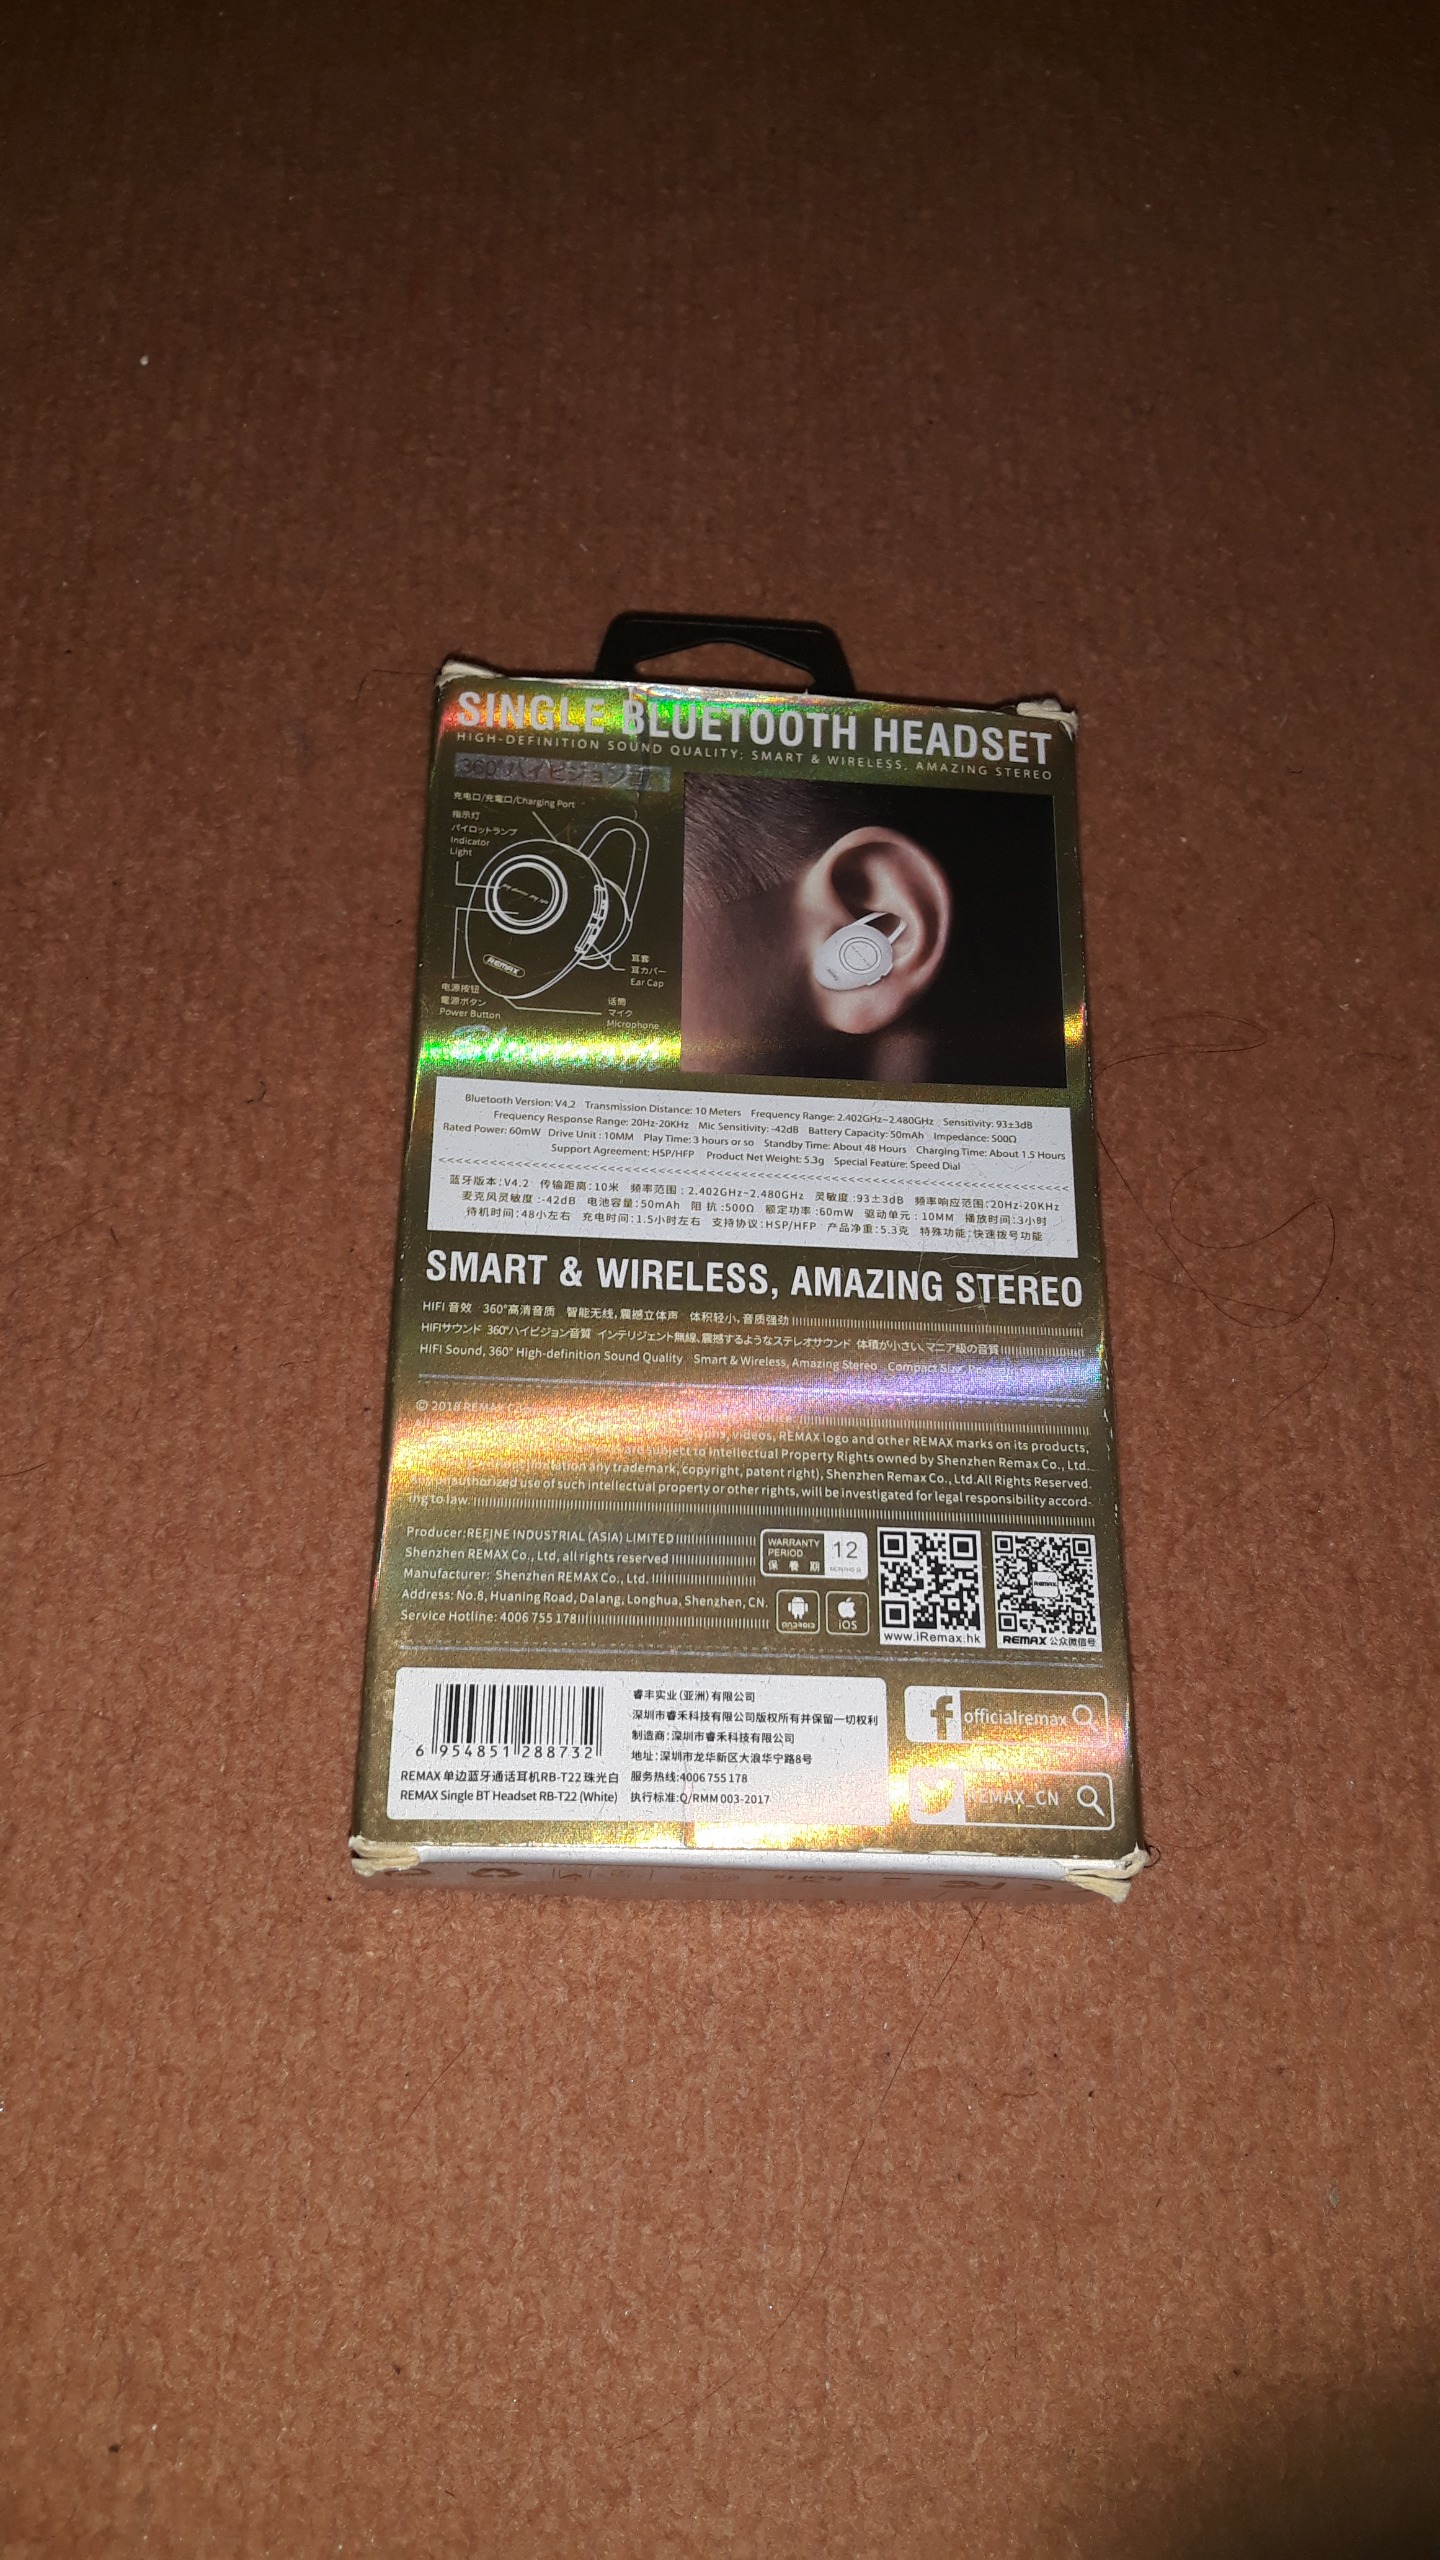 SINGLE BLUETOOTH HEADSET
HIGH-DEFINITION SOUND QUALITY; SMART & WIRELESS, AMAZING STEREO
360°ハイビジョン音
充电口/充電口/Charging Port
指示灯
パイロットランプ
Indicator
Light
REMAX
耳套
耳カバー
Ear Cap
电源按钮
電源ボタン
Power Button
话筒
マイク
Microphone
Bluetooth Version: V4.2 Transmission Distance: 10 Meters Frequency Range: 2.402GHz~2.480GHz Sensitivity: 93±3dB
Frequency Response Range: 20Hz-20KHz Mic Sensitivity: -42dB Battery Capacity: 50mAh Impedance: 500Ω
Rated Power: 60mW Drive Unit : 10MM Play Time: 3 hours or so Standby Time: About 48 Hours Charging Time: About 1.5 Hours
Support Agreement: HSP/HFP Product Net Weight: 5.3g Special Feature: Speed Dial
蓝牙版本:V4.2 传输距离:10米 频率范围:2.402GHz~2.480GHz 灵敏度:93±3dB 频率响应范围:20Hz-20KHz
麦克风灵敏度:-42dB 电池容量:50mAh 阻抗:500Ω 额定功率:60mW 驱动单元:10MM 播放时间:3小时
待机时间:48小左右 充电时间:1.5小时左右 支持协议:HSP/HFP 产品净重:5.3克 特殊功能:快速拨号功能
SMART & WIRELESS, AMAZING STEREO
HIFI 音效 360°高清音质 智能无线,震撼立体声 体积轻小,音质强劲
HIFIサウンド 360°ハイビジョン音質 インテリジェント無線、震撼するようなステレオサウンド 体積が小さい、マニア級の音質
HIFI Sound, 360° High-definition Sound Quality Smart & Wireless, Amazing Stereo Compact Size,
© 2018 REMAX Co.,
videos, REMAX logo and other REMAX marks on its products,
are subject to Intellectual Property Rights owned by Shenzhen Remax Co., Ltd.
any trademark, copyright, patent right), Shenzhen Remax Co., Ltd.All Rights Reserved.
unauthorized use of such intellectual property or other rights, will be investigated for legal responsibility accord-
ing to law.
Producer:REFINE INDUSTRIAL (ASIA) LIMITED
Shenzhen REMAX Co., Ltd, all rights reserved
Manufacturer: Shenzhen REMAX Co., Ltd.
Address: No.8, Huaning Road, Dalang, Longhua, Shenzhen, CN.
Service Hotline: 4006 755 178
WARRANTY
PERIOD
保養期
12
MONTHS
android
iOS
www.iRemax.hk
REMAX
REMAX 公众微信号
6 954851 288732
REMAX 单边蓝牙通话耳机RB-T22 珠光白
REMAX Single BT Headset RB-T22 (White)
睿丰实业(亚洲)有限公司
深圳市睿禾科技有限公司版权所有并保留一切权利
制造商:深圳市睿禾科技有限公司
地址:深圳市龙华新区大浪华宁路8号
服务热线:4006 755 178
执行标准:Q/RMM 003-2017
officialremax
REMAX_CN